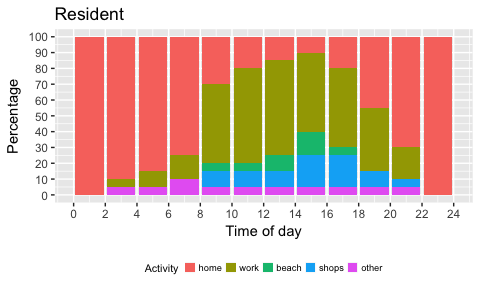 Resident
Percentage
100
90
80
70
60
50
40
30
20
10
0
0 2 4 6 8 10 12 14 16 18 20 22 24
Time of day
Activity home work beach shops other